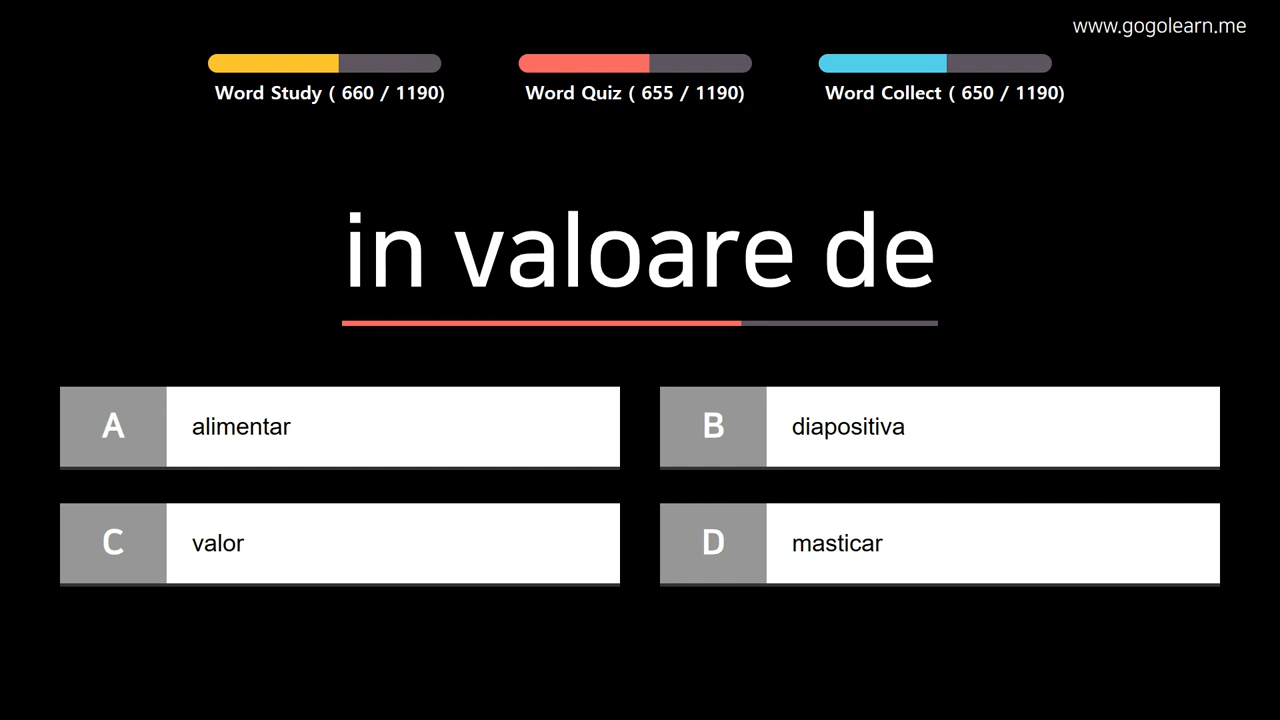 www.gogolearn.me
Word Study ( 660 / 1190)
Word Quiz ( 655 / 1190)
Word Collect ( 650 / 1190)
in valoare de
A alimentar
B diapositiva
C valor
D masticar